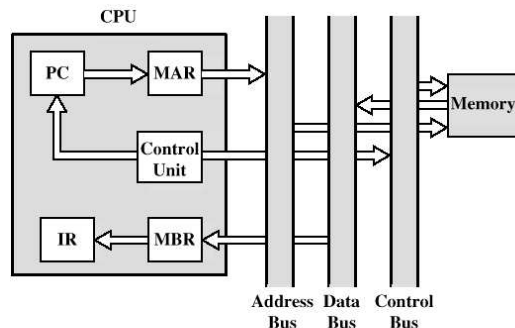 CPU
PC
MAR
Memory
Control
Unit
IR
MBR
Address Data Control
Bus Bus Bus